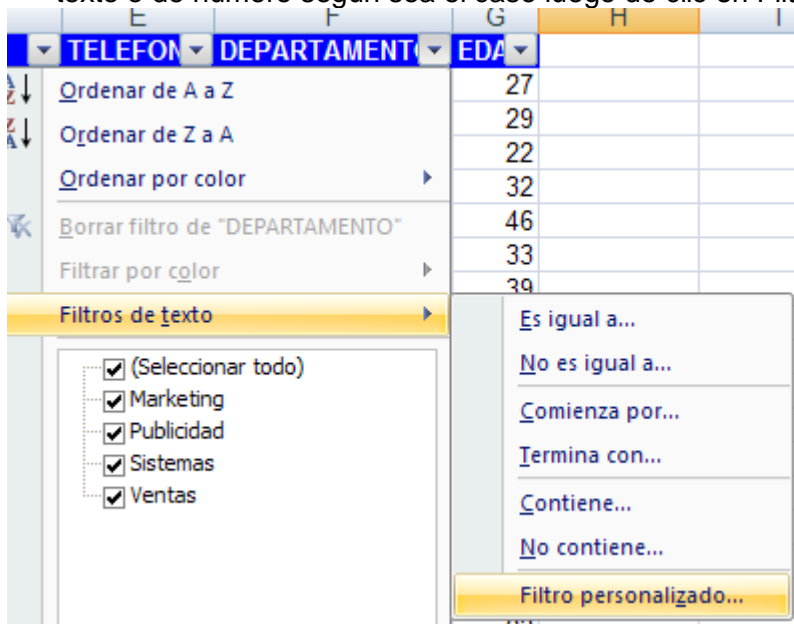 texto o de número según sea el caso luego de clic en
E F G H I
TELEFON DEPARTAMENT EDA
Ordenar de A a Z 27
29
Ordenar de Z a A 22
Ordenar por color 32
Borrar filtro de "DEPARTAMENTO" 46
33
Filtrar por color 39
Filtros de texto
Es igual a...
No es igual a...
Comienza por...
Termina con...
Contiene...
No contiene...
Filtro personalizado...
(Seleccionar todo)
Marketing
Publicidad
Sistemas
Ventas